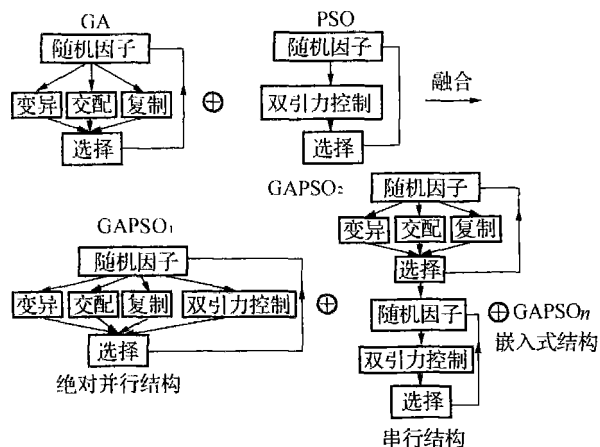 GA
随机因子
变异 交配 复制
选择
⊕
PSO
随机因子
双引力控制
选择
融合
GAPSO₁
随机因子
变异 交配 复制 双引力控制
选择
绝对并行结构
⊕
GAPSO₂
随机因子
变异 交配 复制
选择
随机因子
双引力控制
选择
串行结构
⊕GAPSOn
嵌入式结构